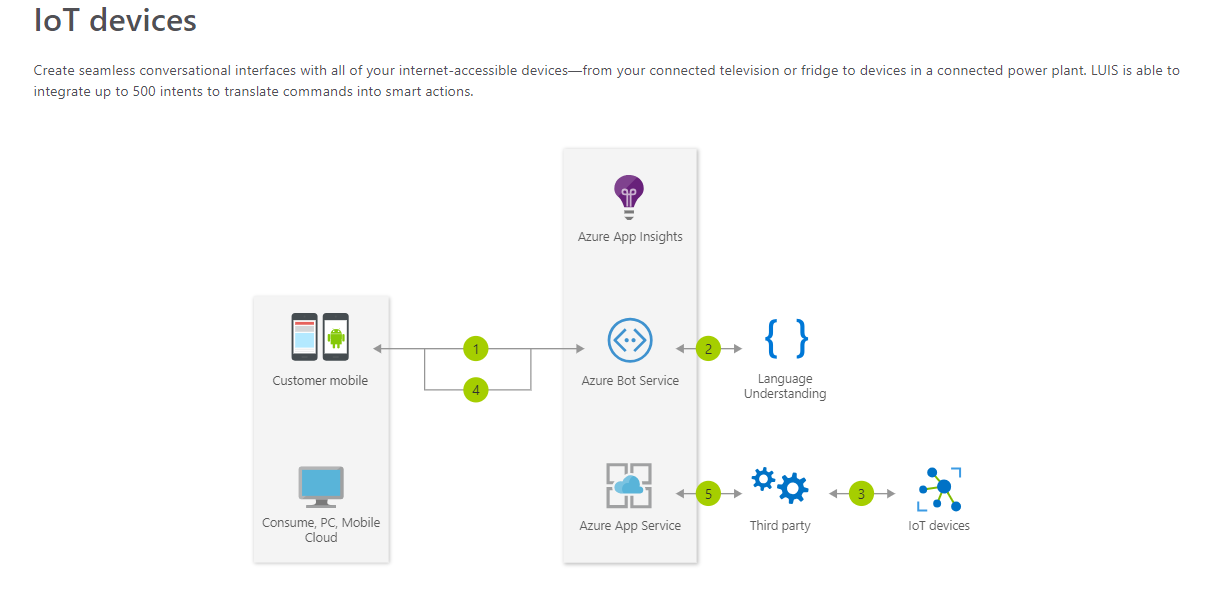 IoT devices
Create seamless conversational interfaces with all of your internet-accessible devices—from your connected television or fridge to devices in a connected power plant. LUIS is able to
integrate up to 500 intents to translate commands into smart actions.
Azure App Insights
Customer mobile
1
4
Azure Bot Service
2
Language
Understanding
Consume, PC, Mobile
Cloud
Azure App Service
5
Third party
3
IoT devices